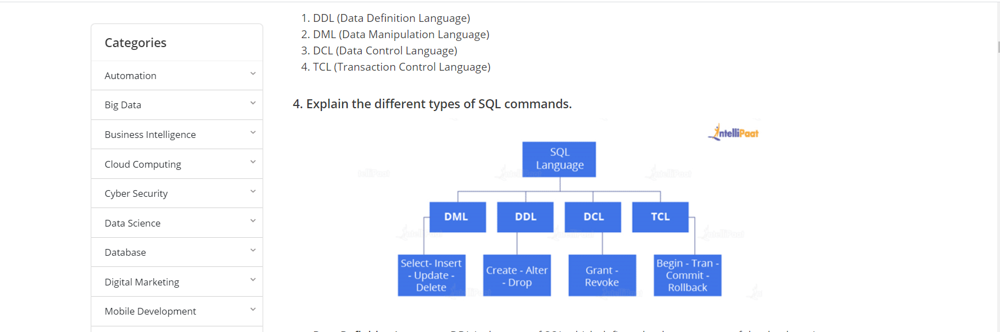 Categories
Automation
Big Data
Business Intelligence
Cloud Computing
Cyber Security
Data Science
Database
Digital Marketing
Mobile Development
1. DDL (Data Definition Language)
2. DML (Data Manipulation Language)
3. DCL (Data Control Language)
4. TCL (Transaction Control Language)
4. Explain the different types of SQL commands.
IntelliPaat
SQL
Language
DML
DDL
DCL
TCL
Select- Insert
- Update -
Delete
Create - Alter
- Drop
Grant -
Revoke
Begin - Tran -
Commit -
Rollback